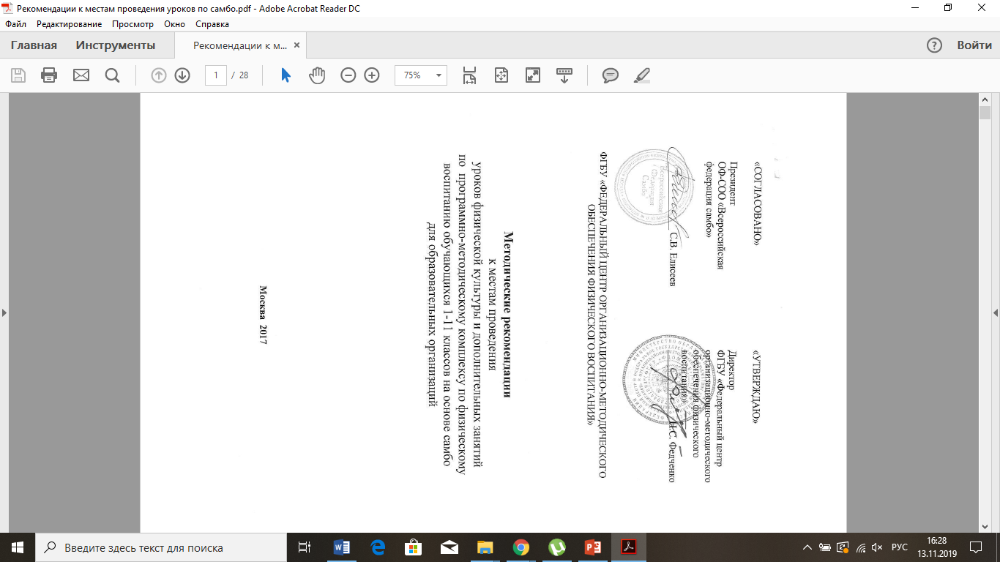 Рекомендации к местам проведения уроков по самбо.pdf - Adobe Acrobat Reader DC
Файл Редактирование Просмотр Окно Справка
Главная Инструменты Рекомендации к м... Войти
1 / 28 75%
«СОГЛАСОВАНО»
Президент
ОФ-СОО «Всероссийская
федерация самбо»
С.В. Елисеев
Всероссийская
Федерация
Самбо
«УТВЕРЖДАЮ»
Директор
ФГБУ «Федеральный центр
организационно-методического
обеспечения физического
воспитания»
Н.С. Федченко
ФГБУ «ФЕДЕРАЛЬНЫЙ ЦЕНТР ОРГАНИЗАЦИОННО-МЕТОДИЧЕСКОГО
ОБЕСПЕЧЕНИЯ ФИЗИЧЕСКОГО ВОСПИТАНИЯ»
Методические рекомендации
к местам проведения
уроков физической культуры и дополнительных занятий
по программно-методическому комплексу по физическому
воспитанию обучающихся 1-11 классов на основе самбо
для образовательных организаций
Москва 2017
Введите здесь текст для поиска
РУС
16:28
13.11.2019